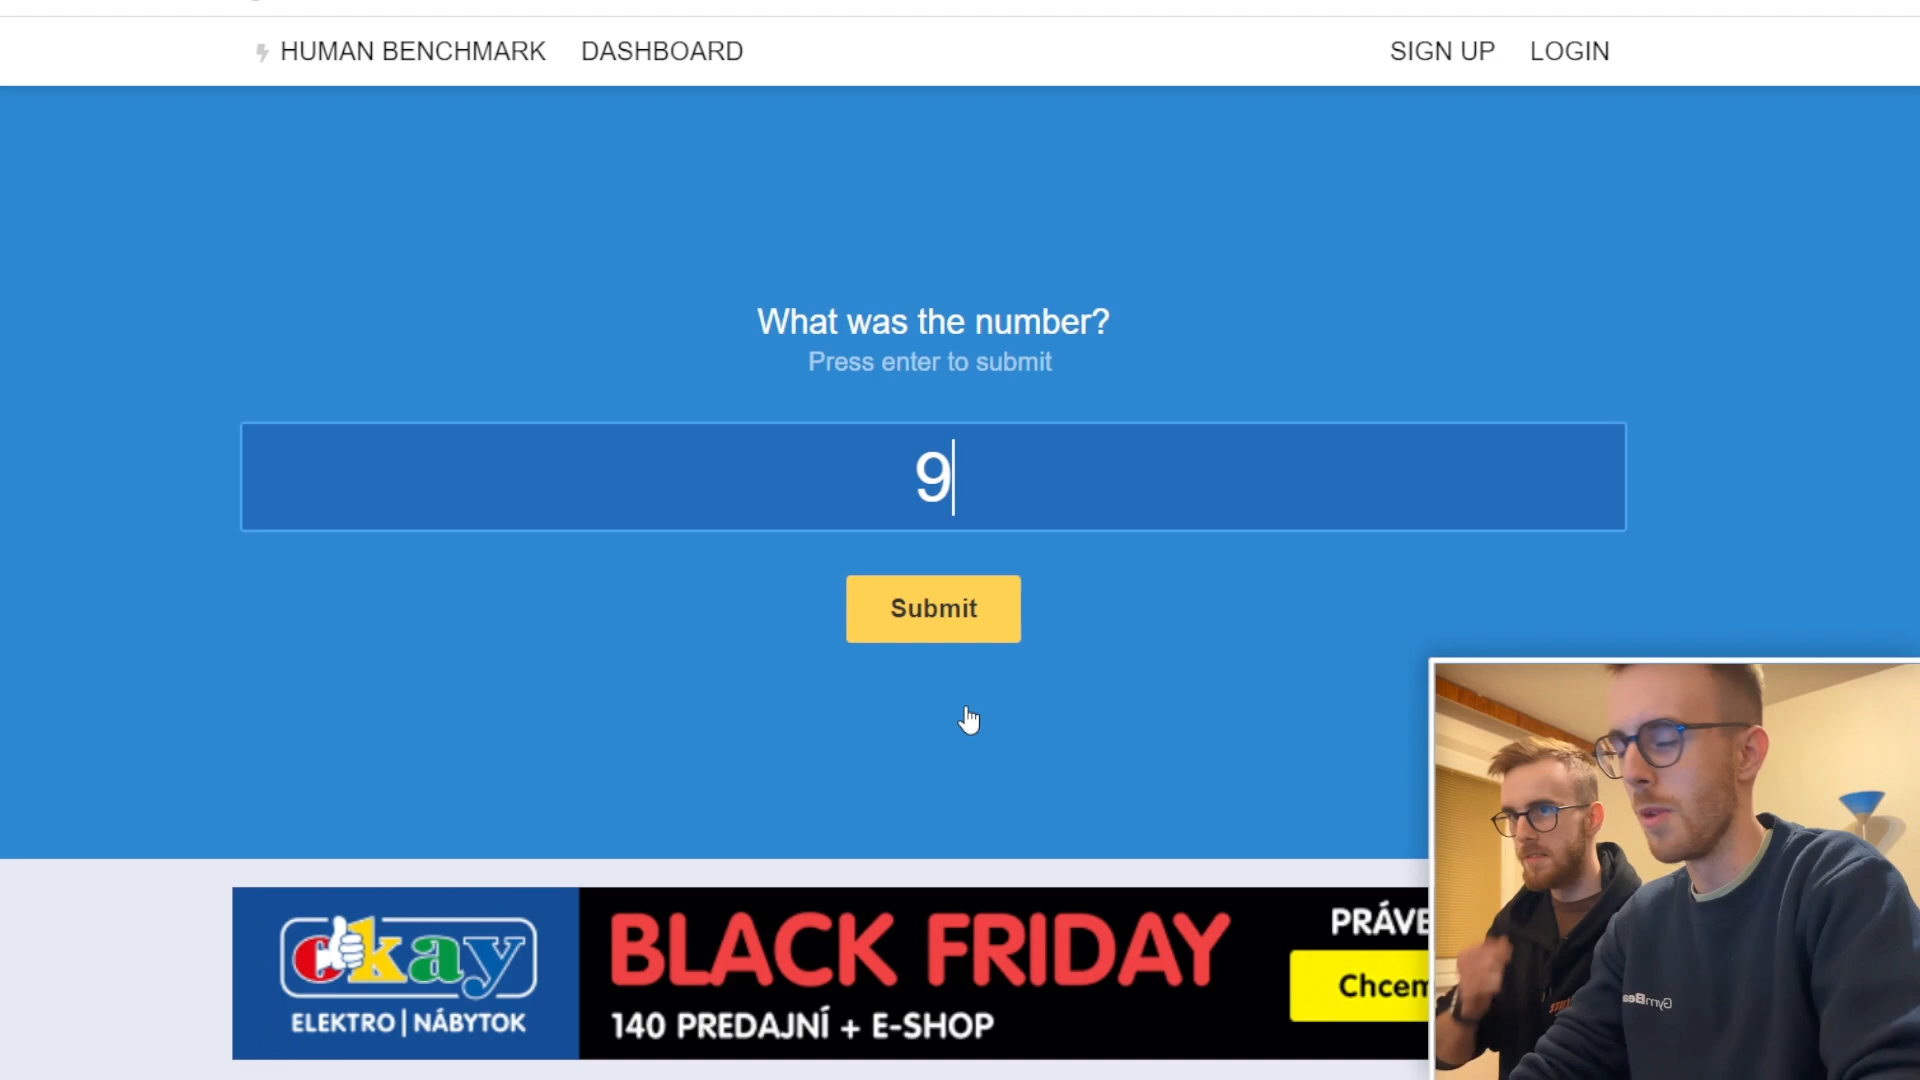 HUMAN BENCHMARK DASHBOARD SIGN UP LOGIN
What was the number?
Press enter to submit
9
Submit
okay
ELEKTRO | NÁBYTOK
BLACK FRIDAY
140 PREDAJNÍ + E-SHOP
PRÁVE
Chcem